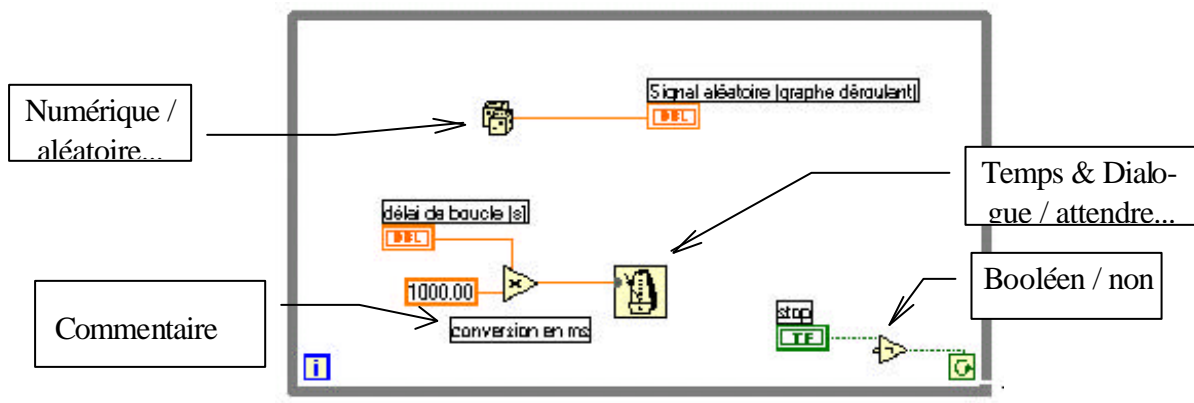 Signal aléatoire (graphe déroulant)
DBL
Numérique /
aléatoire...
Temps & Dialo-
gue / attendre...
délai de boucle [s]
DBL
1000.00
×
conversion en ms
Commentaire
Booléen / non
stop
TF
i